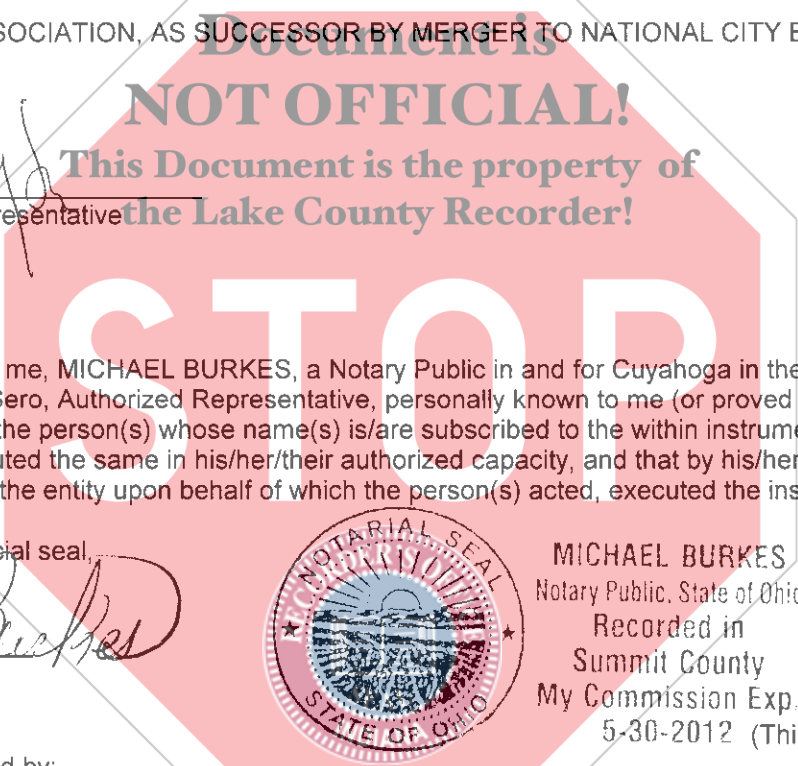 SOCIATION, AS SUCCESSOR BY MERGER TO NATIONAL CITY B
Document is
NOT OFFICIAL!
This Document is the property of
the Lake County Recorder!
resentative
STOP
me, MICHAEL BURKES, a Notary Public in and for Cuyahoga in the
Sero, Authorized Representative, personally known to me (or proved
the person(s) whose name(s) is/are subscribed to the within instrume
uted the same in his/her/their authorized capacity, and that by his/her
the entity upon behalf of which the person(s) acted, executed the ins
cial seal,
Burkes
NOTARIAL SEAL
STATE OF OHIO
RECORDER'S OF
MICHAEL BURKES
Notary Public, State of Ohio
Recorded in
Summit County
My Commission Exp.
5-30-2012 (Thi
d by: